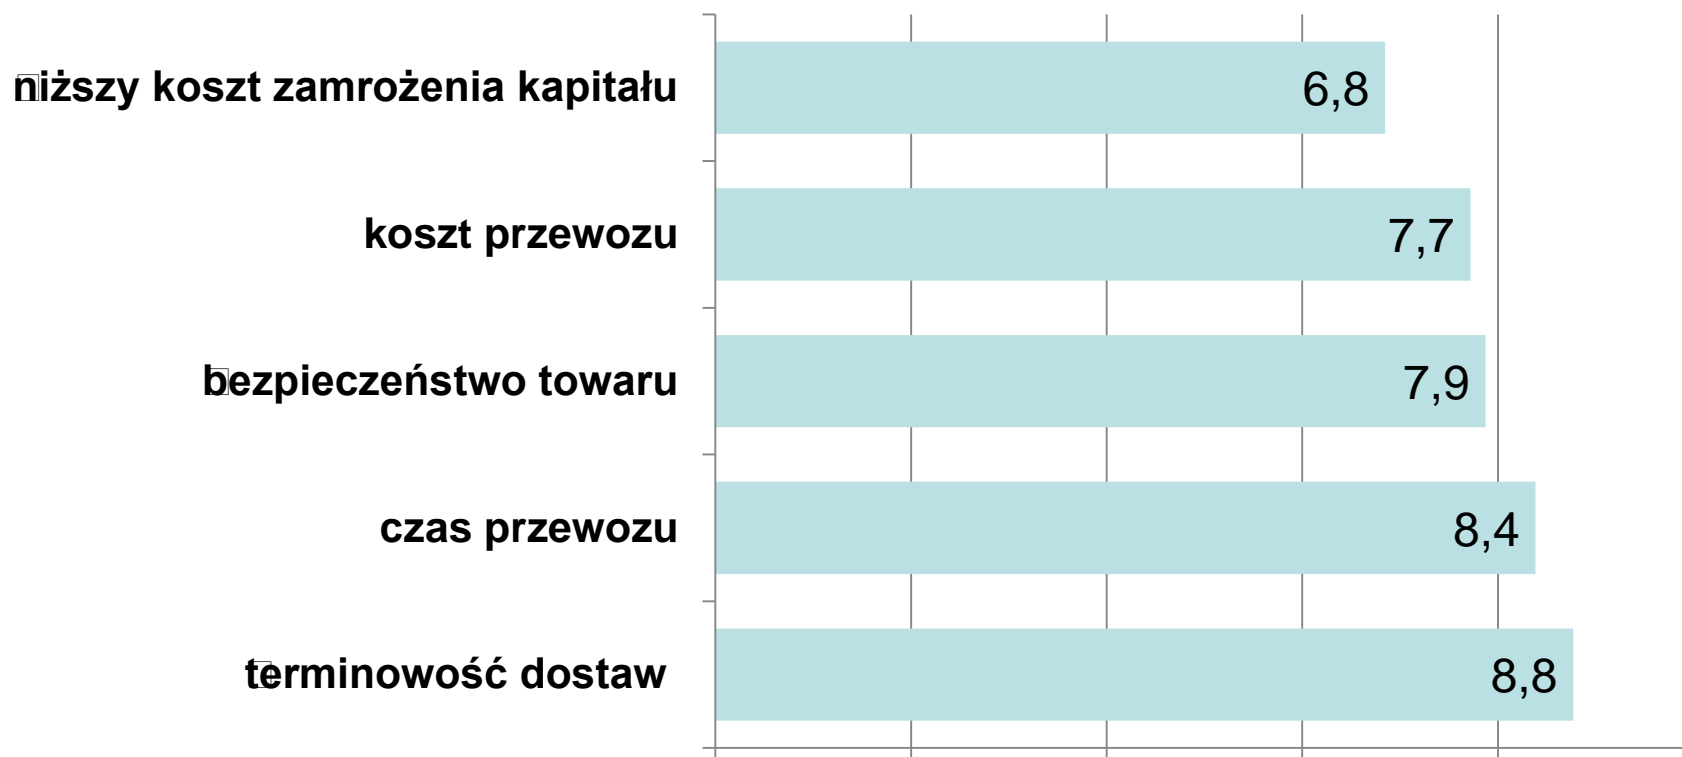 niższy koszt zamrożenia kapitału
6,8
koszt przewozu
7,7
bezpieczeństwo towaru
7,9
czas przewozu
8,4
terminowość dostaw
8,8